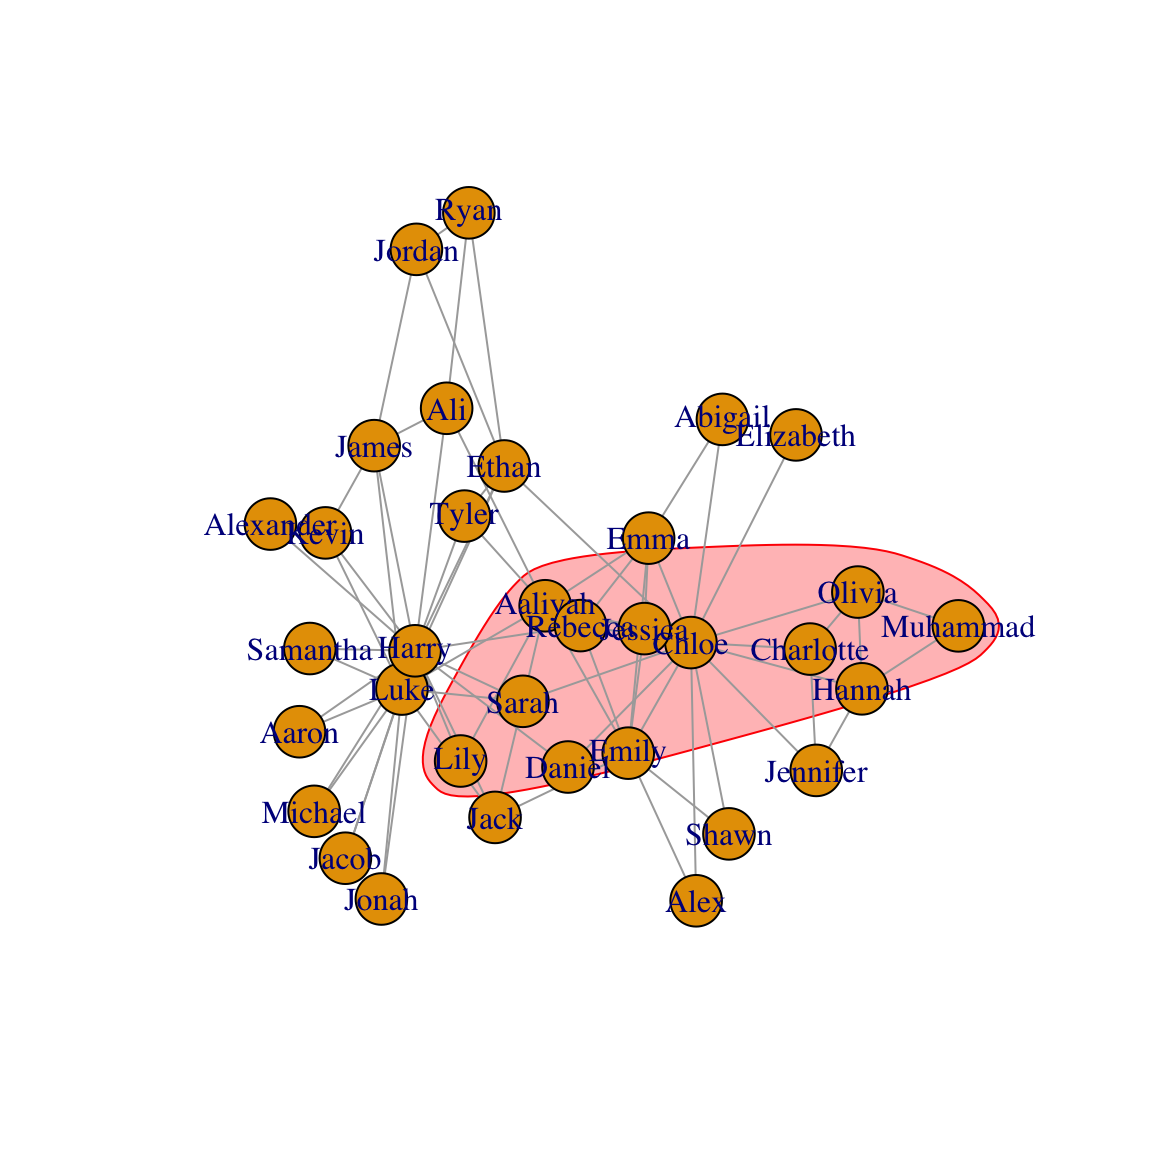 Ryan
Jordan
Ali
Abigail
Elizabeth
James
Ethan
Tyler
Alexander
Kevin
Emma
Olivia
Aaliyah
Rebecca
Jessica
Muhammad
Chloe
Charlotte
Samantha
Harry
Luke
Hannah
Sarah
Aaron
Emily
Lily
Daniel
Jennifer
Michael
Jack
Shawn
Jacob
Jonah
Alex